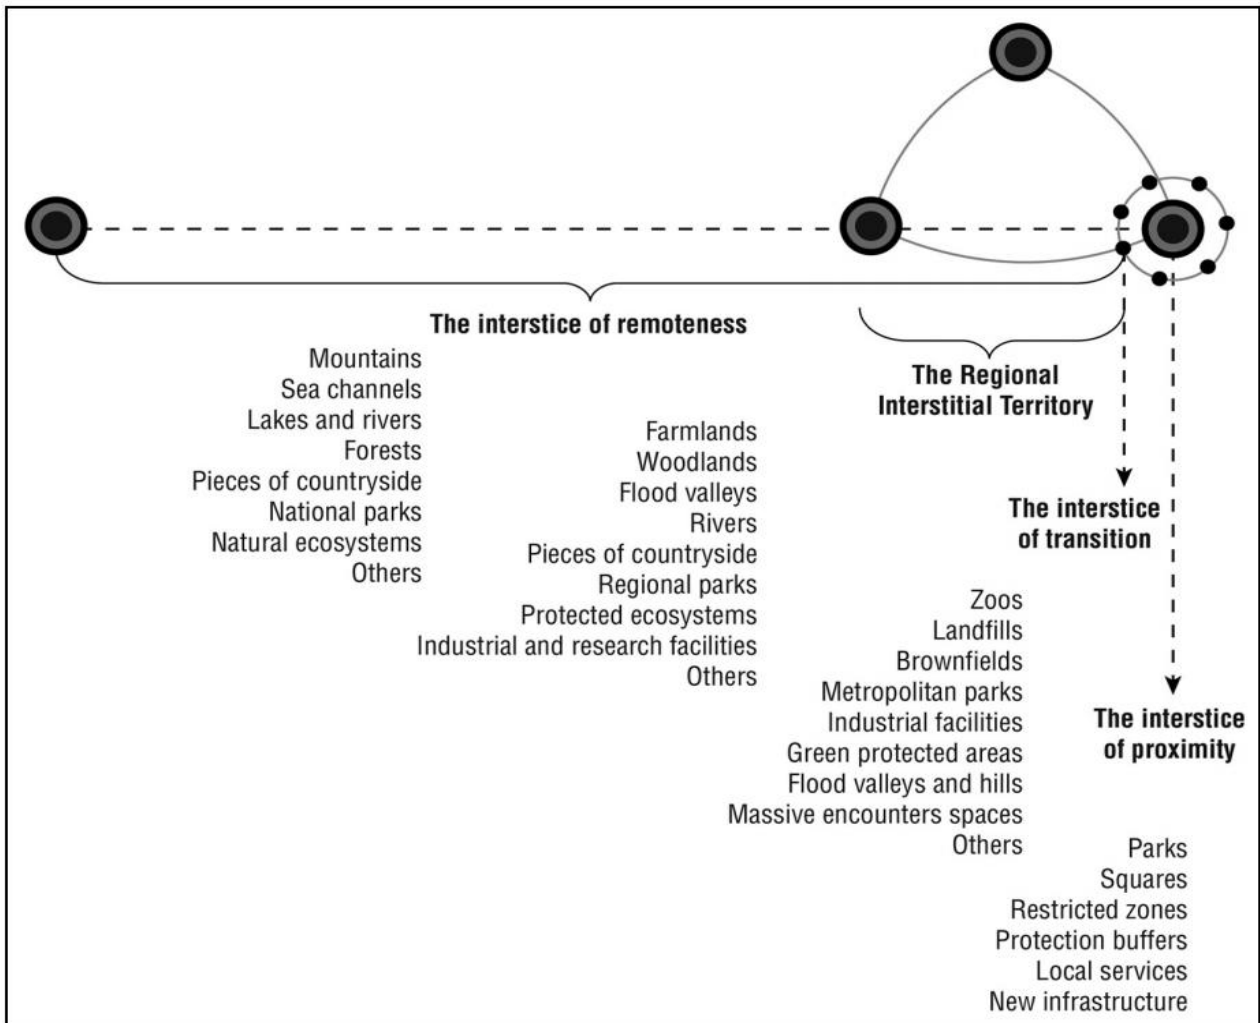 The interstice of remoteness
Mountains
Sea channels
Lakes and rivers
Forests
Pieces of countryside
National parks
Natural ecosystems
Others
The Regional
Interstitial Territory
Farmlands
Woodlands
Flood valleys
Rivers
Pieces of countryside
Regional parks
Protected ecosystems
Industrial and research facilities
Others
The interstice
of transition
Zoos
Landfills
Brownfields
Metropolitan parks
Industrial facilities
Green protected areas
Flood valleys and hills
Massive encounters spaces
Others
The interstice
of proximity
Parks
Squares
Restricted zones
Protection buffers
Local services
New infrastructure